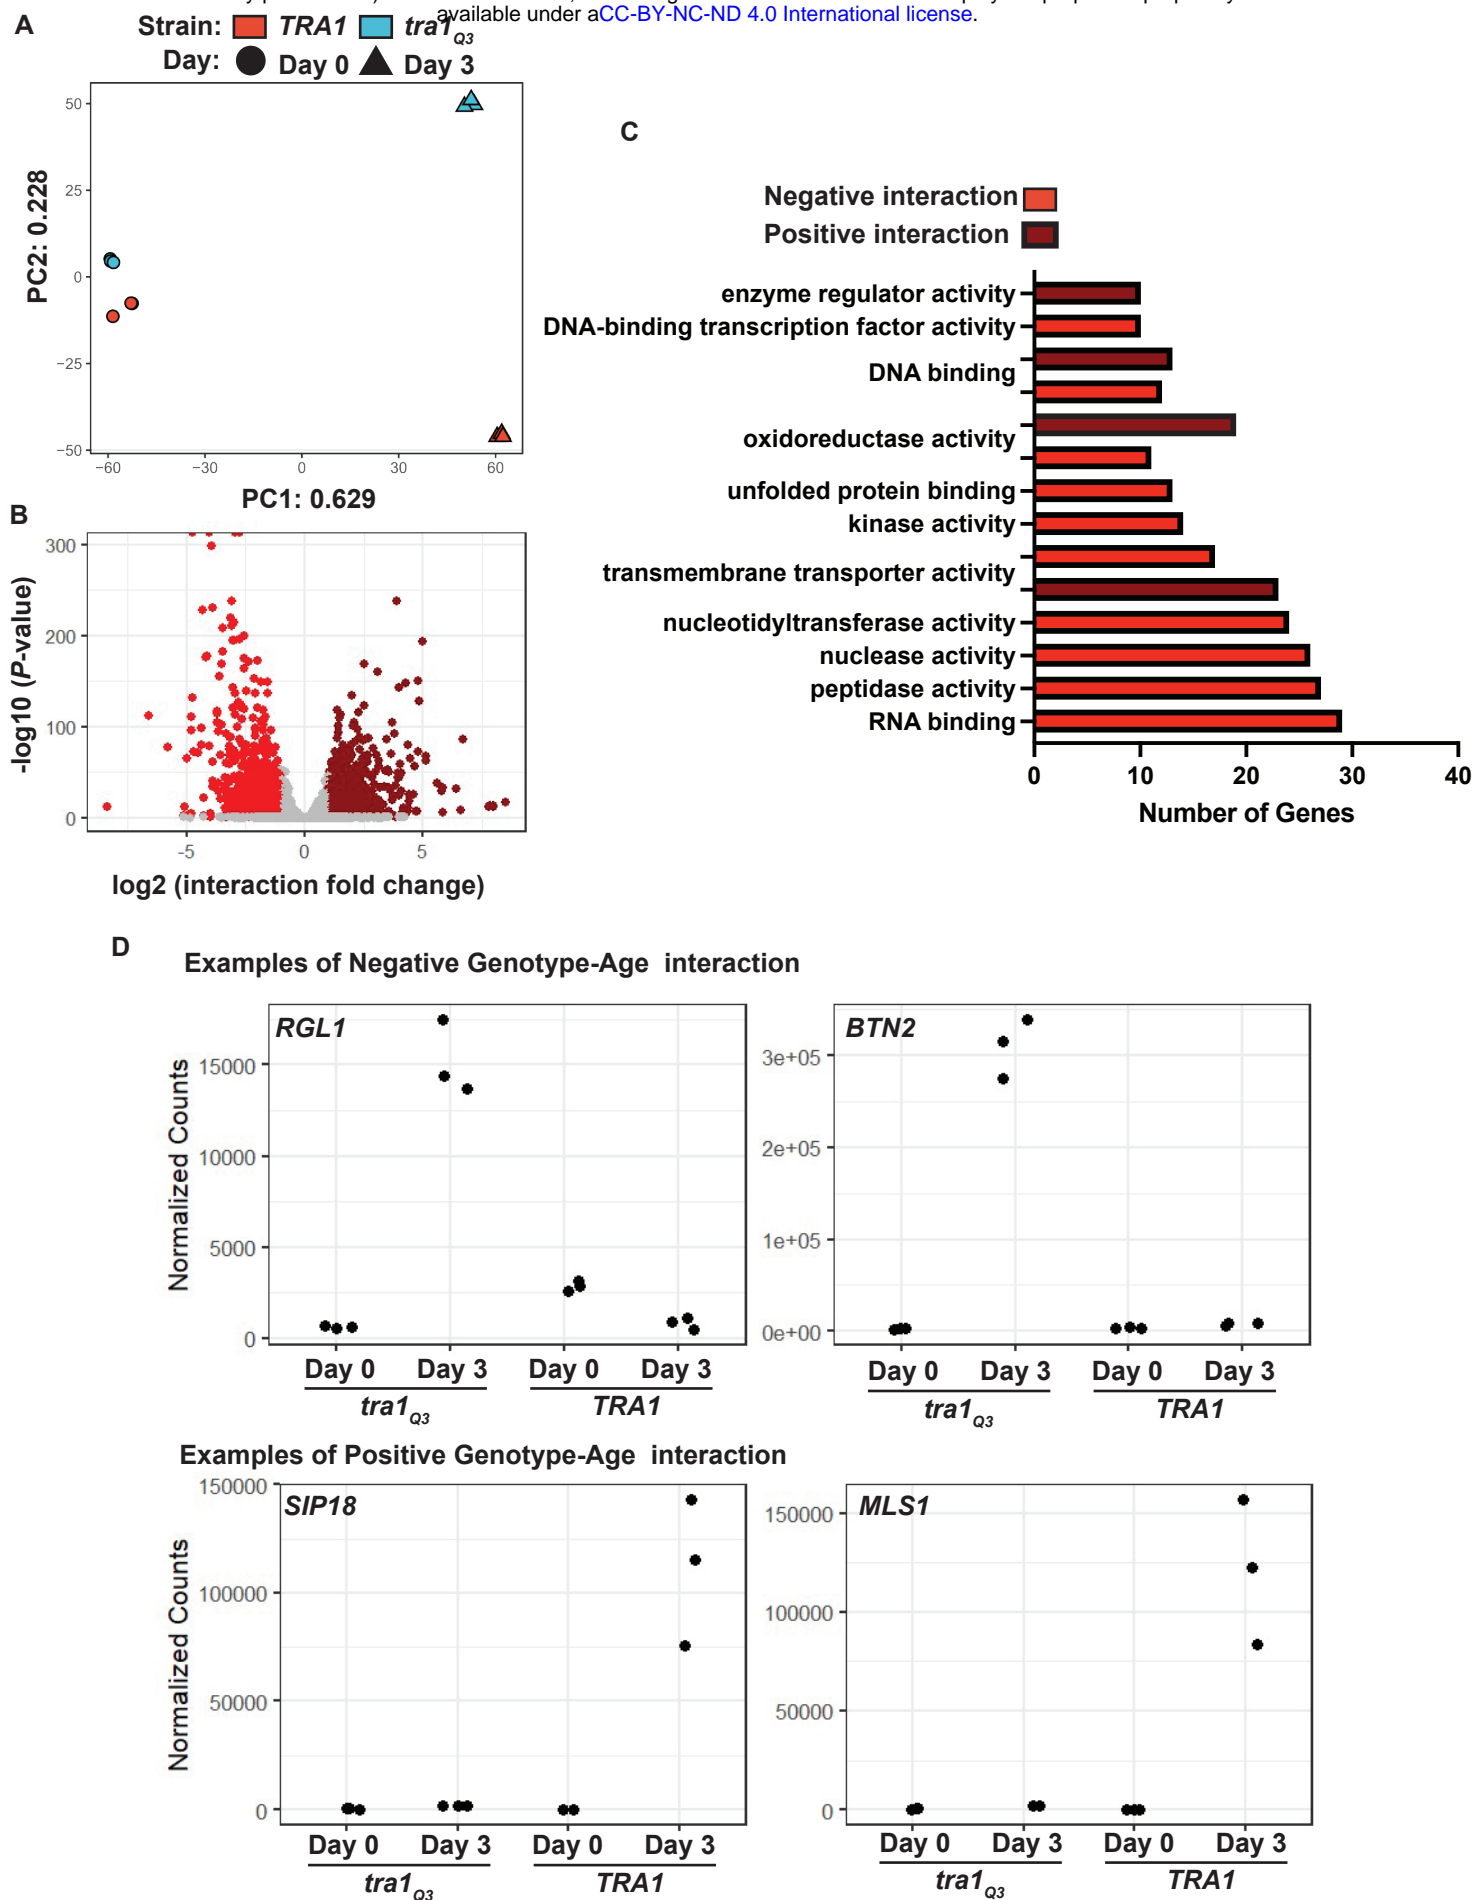 available under aCC-BY-NC-ND 4.0 International license.
A
Strain: TRA1 tra1Q3
Day: Day 0 Day 3
50
25
0
−25
−50
PC2: 0.228
−60 −30 0 30 60
PC1: 0.629
B
300
200
100
0
-log10 (P-value)
-5 0 5
log2 (interaction fold change)
C
Negative interaction
Positive interaction
enzyme regulator activity
DNA-binding transcription factor activity
DNA binding
oxidoreductase activity
unfolded protein binding
kinase activity
transmembrane transporter activity
nucleotidyltransferase activity
nuclease activity
peptidase activity
RNA binding
0 10 20 30 40
Number of Genes
D
Examples of Negative Genotype-Age interaction
RGL1
Normalized Counts
15000
10000
5000
0
Day 0 Day 3 Day 0 Day 3
tra1Q3 TRA1
BTN2
3e+05
2e+05
1e+05
0e+00
Day 0 Day 3 Day 0 Day 3
tra1Q3 TRA1
Examples of Positive Genotype-Age interaction
SIP18
Normalized Counts
150000
100000
50000
0
Day 0 Day 3 Day 0 Day 3
tra1Q3 TRA1
MLS1
150000
100000
50000
0
Day 0 Day 3 Day 0 Day 3
tra1Q3 TRA1